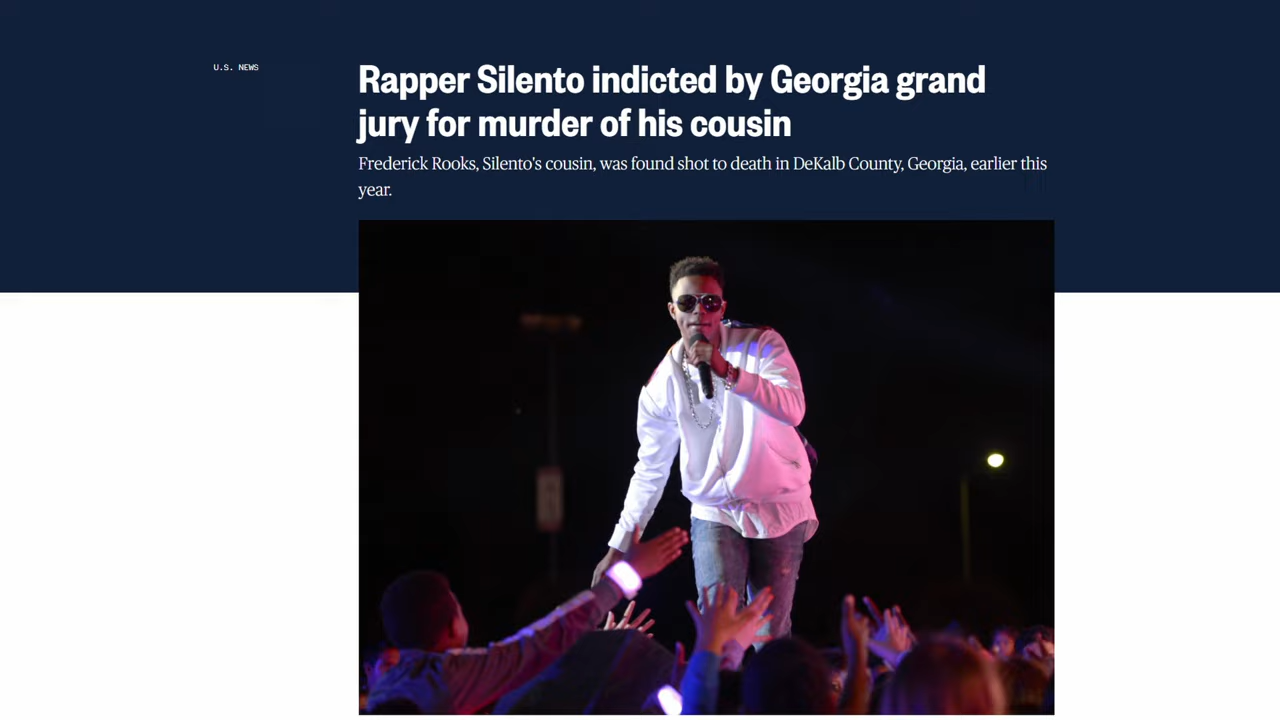 U.S. NEWS
Rapper Silento indicted by Georgia grand
jury for murder of his cousin
Frederick Rooks, Silento's cousin, was found shot to death in DeKalb County, Georgia, earlier this
year.